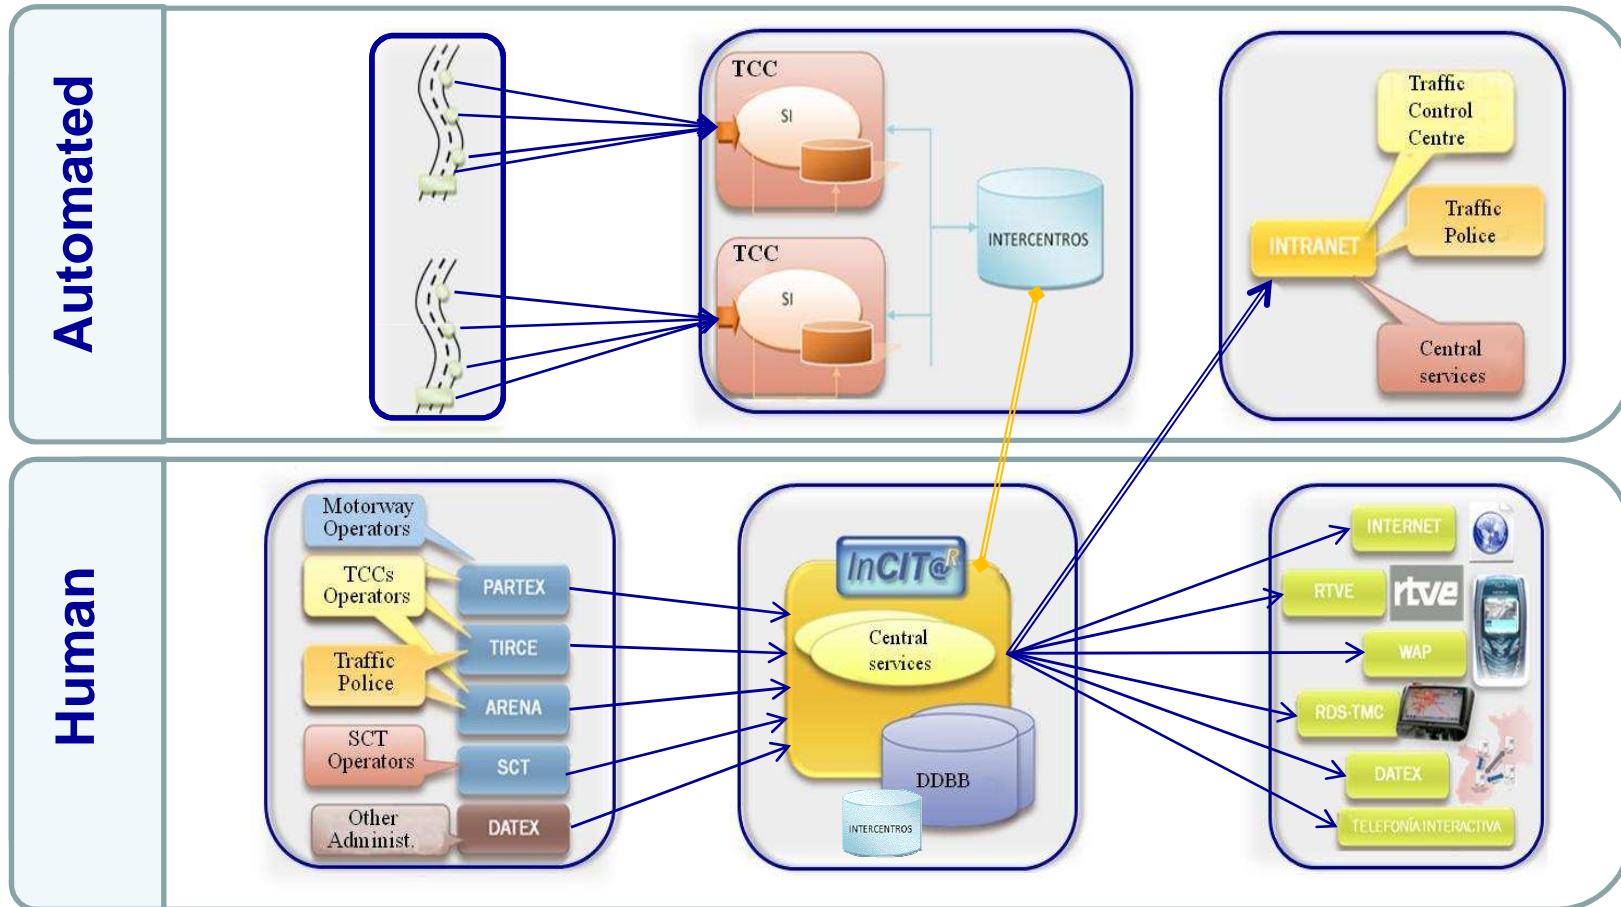 Automated
TCC
SI
TCC
SI
INTERCENTROS
Traffic
Control
Centre
Traffic
Police
INTRANET
Central
services
Human
Motorway
Operators
TCCs
Operators
Traffic
Police
SCT
Operators
Other
Administ.
PARTEX
TIRCE
ARENA
SCT
DATEX
InCIT@R
Central
services
DDBB
INTERCENTROS
INTERNET
RTVE
rtve
WAP
RDS-TMC
DATEX
TELEFONÍA INTERACTIVA